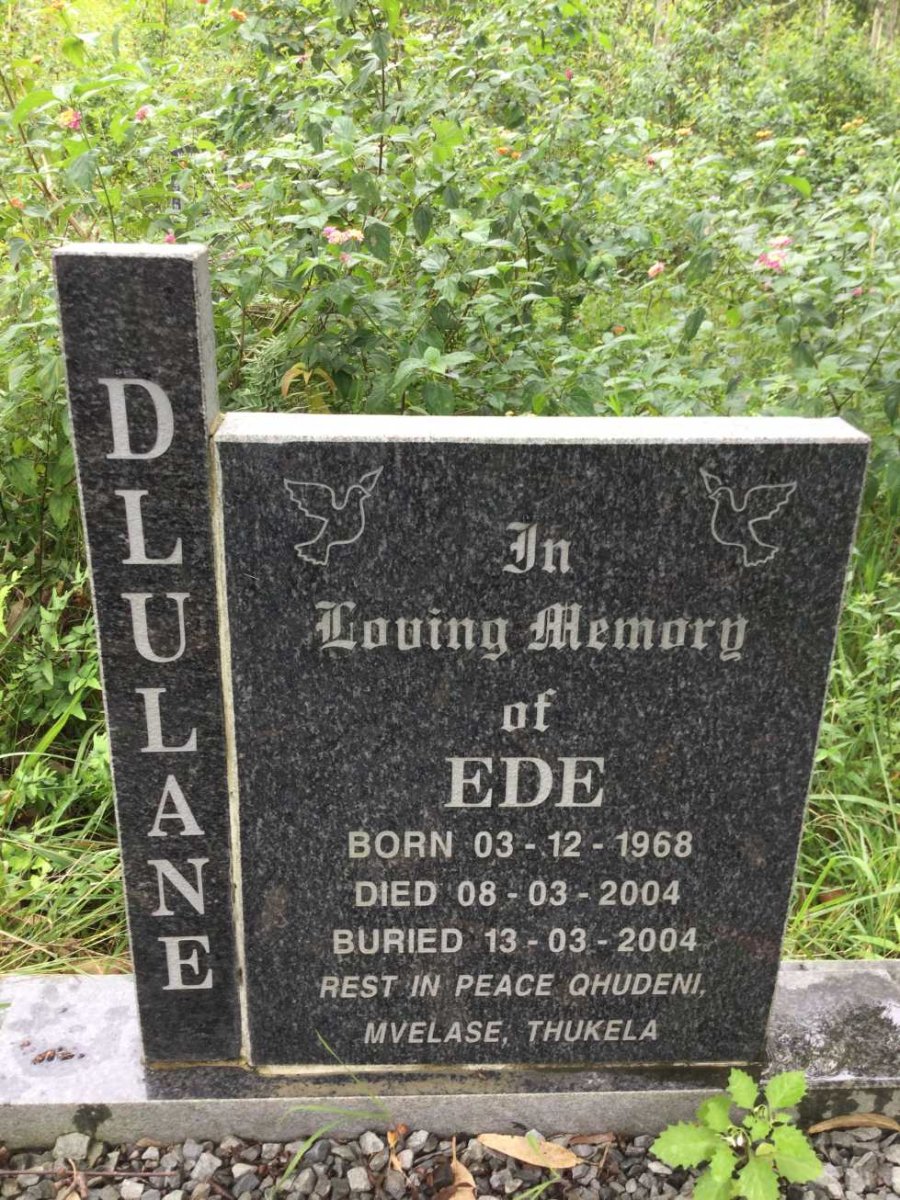 DLULANE
In
Loving Memory
of
EDE
BORN 03 - 12 - 1968
DIED 08 - 03 - 2004
BURIED 13 - 03 - 2004
REST IN PEACE QHUDENI,
MVELASE, THUKELA